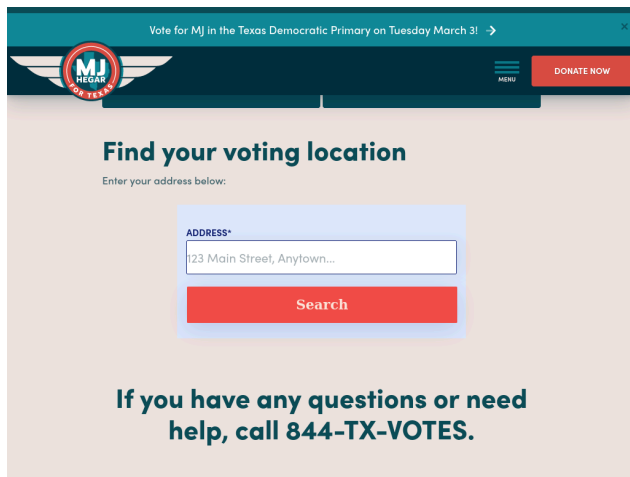 Vote for MJ in the Texas Democratic Primary on Tuesday March 3! →
×
MJ
HEGAR
FOR TEXAS
MENU
DONATE NOW
Find your voting location
Enter your address below:
ADDRESS*
123 Main Street, Anytown...
Search
If you have any questions or need
help, call 844-TX-VOTES.